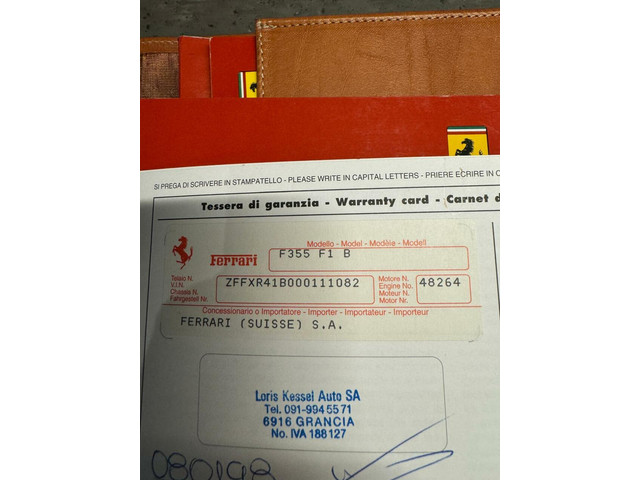 SI PREGA DI SCRIVERE IN STAMPATELLO - PLEASE WRITE IN CAPITAL LETTERS - PRIERE ECRIRE EN
Tessera di garanzia - Warranty card - Carnet
Modello - Model - Modèle - Modell
Ferrari F355 F1 B
Telaio N.
V.I.N.
Chassis N.
Fahrgestell Nr.
ZFFXR41B000111082
Motore N.
Engine No.
Moteur N.
Motor Nr.
48264
Concessionario o Importatore - Importer - Importateur - Importeur
FERRARI (SUISSE) S.A.
Loris Kessel Auto SA
Tel. 091-994 55 71
6916 GRANCIA
No. IVA 188127
080198